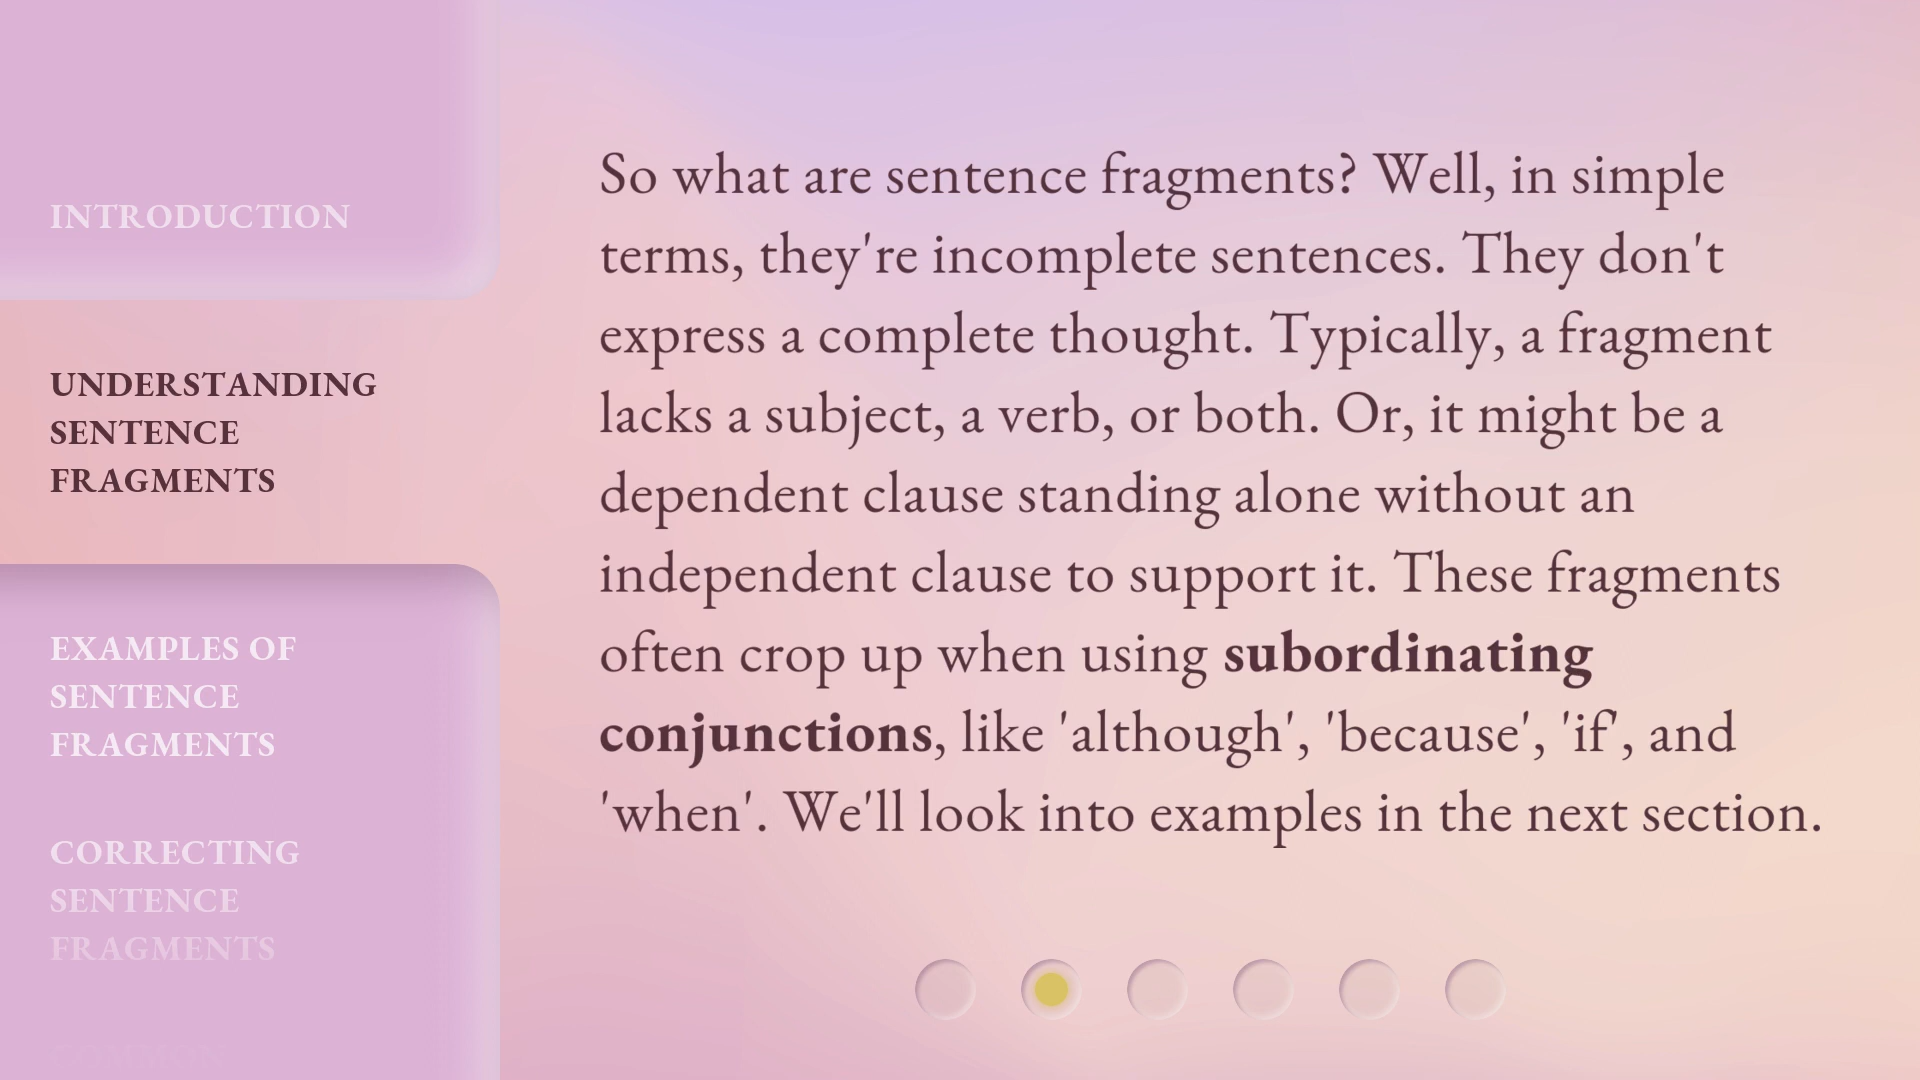 INTRODUCTION
UNDERSTANDING
SENTENCE
FRAGMENTS
EXAMPLES OF
SENTENCE
FRAGMENTS
CORRECTING
SENTENCE
FRAGMENTS
So what are sentence fragments? Well, in simple
terms, they're incomplete sentences. They don't
express a complete thought. Typically, a fragment
lacks a subject, a verb, or both. Or, it might be a
dependent clause standing alone without an
independent clause to support it. These fragments
often crop up when using subordinating
conjunctions, like 'although', 'because', 'if', and
'when'. We'll look into examples in the next section.